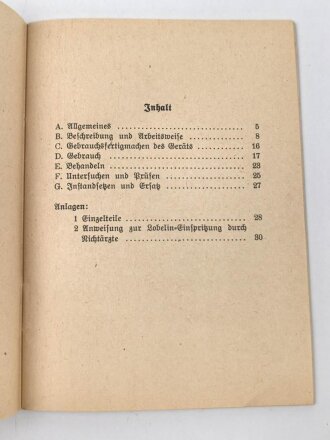 Inhalt
A. Allgemeines . . . . . . . . . . . . . . . . . . 5
B. Beschreibung und Arbeitsweise . . . . . . . . 8
C. Gebrauchsfertigmachen des Geräts . . . . . . 16
D. Gebrauch . . . . . . . . . . . . . . . . . . 17
E. Behandeln . . . . . . . . . . . . . . . . . . 23
F. Untersuchen und Prüfen . . . . . . . . . . . 25
G. Instandsetzen und Ersatz . . . . . . . . . . 27
Anlagen:
1 Einzelteile . . . . . . . . . . . . . . . . 28
2 Anweisung zur Lobelin-Einspritzung durch
Nichtärzte . . . . . . . . . . . . . . . . . 30